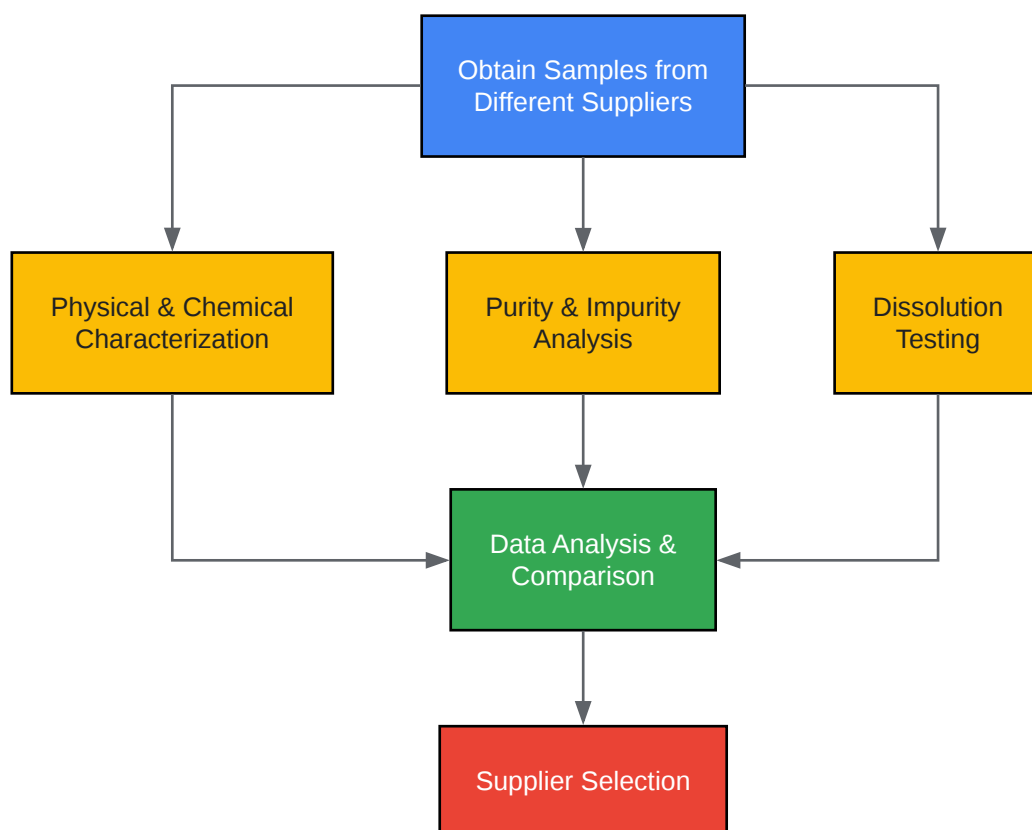 Obtain Samples from
Different Suppliers
Physical & Chemical
Characterization
Purity & Impurity
Analysis
Dissolution
Testing
Data Analysis &
Comparison
Supplier Selection